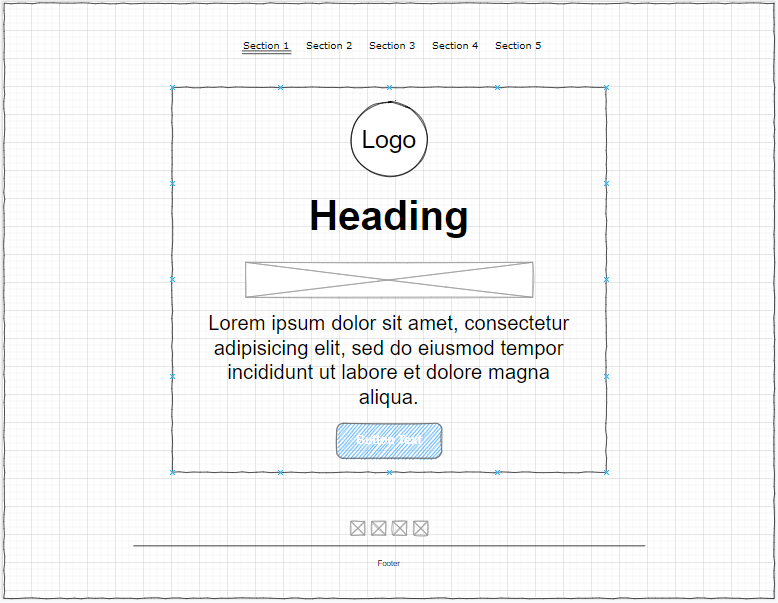 Section 1 Section 2 Section 3 Section 4 Section 5
Logo
Heading
Lorem ipsum dolor sit amet, consectetur
adipisicing elit, sed do eiusmod tempor
incididunt ut labore et dolore magna
aliqua.
Button Text
Footer